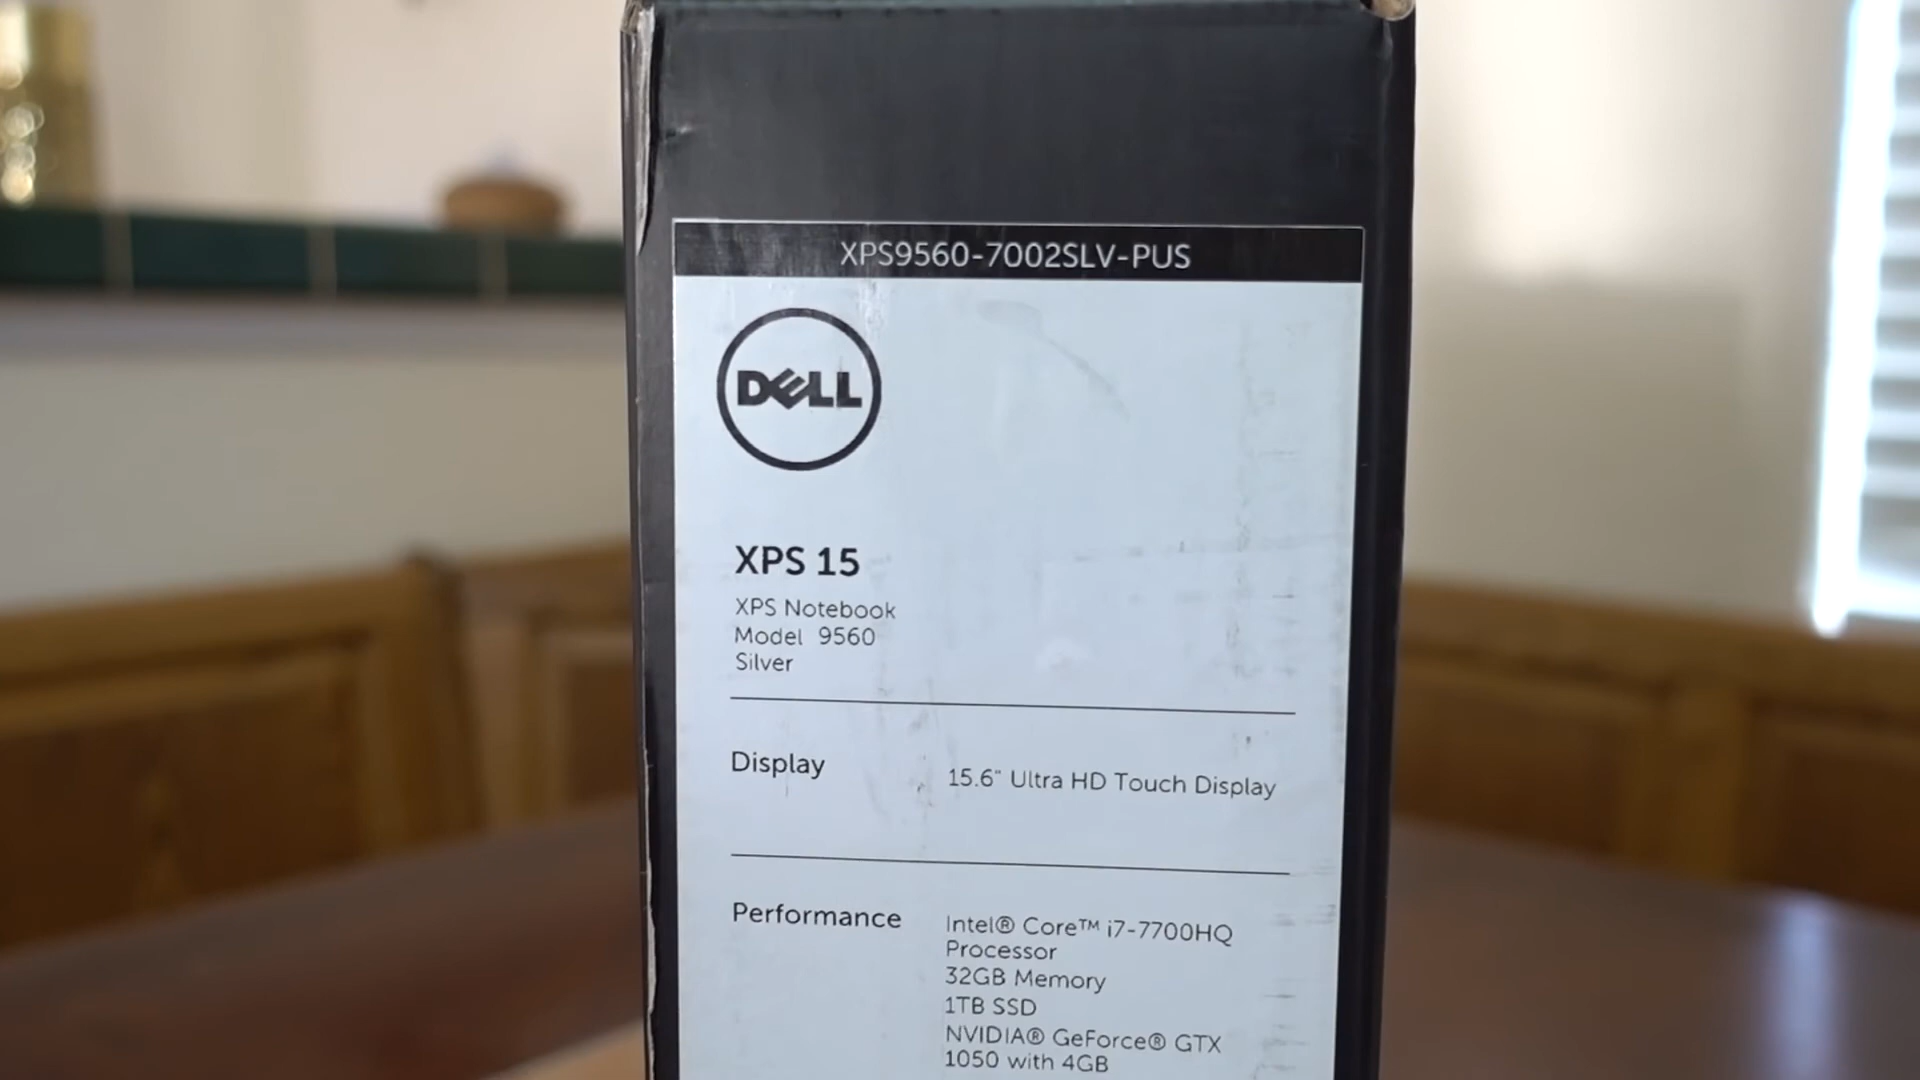 XPS9560-7002SLV-PUS
DELL
XPS 15
XPS Notebook
Model 9560
Silver
Display
15.6" Ultra HD Touch Display
Performance
Intel® Core™ i7-7700HQ
Processor
32GB Memory
1TB SSD
NVIDIA® GeForce® GTX
1050 with 4GB